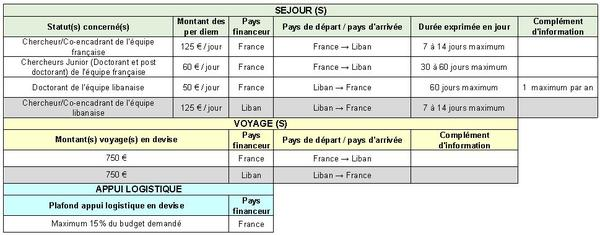 SEJOUR (S)
Statut(s) concerné(s) Montant des per diem Pays financeur Pays de départ / pays d'arrivée Durée exprimée en jour Complément d'information
Chercheur/Co-encadrant de l'équipe française 125 € / jour France France → Liban 7 à 14 jours maximum
Chercheurs Junior (Doctorant et post doctorant) de l'équipe française 60 € / jour France France → Liban 30 à 60 jours maximum
Doctorant de l'équipe libanaise 50 € / jour France Liban → France 60 jours maximum 1 maximum par an
Chercheur/Co-encadrant de l'équipe libanaise 125 € / jour Liban Liban → France 7 à 14 jours maximum
VOYAGE (S)
Montant(s) voyage(s) en devise Pays financeur Pays de départ / pays d'arrivée Complément d'information
750 € France France → Liban
750 € Liban Liban → France
APPUI LOGISTIQUE
Plafond appui logistique en devise Pays financeur
Maximum 15% du budget demandé France